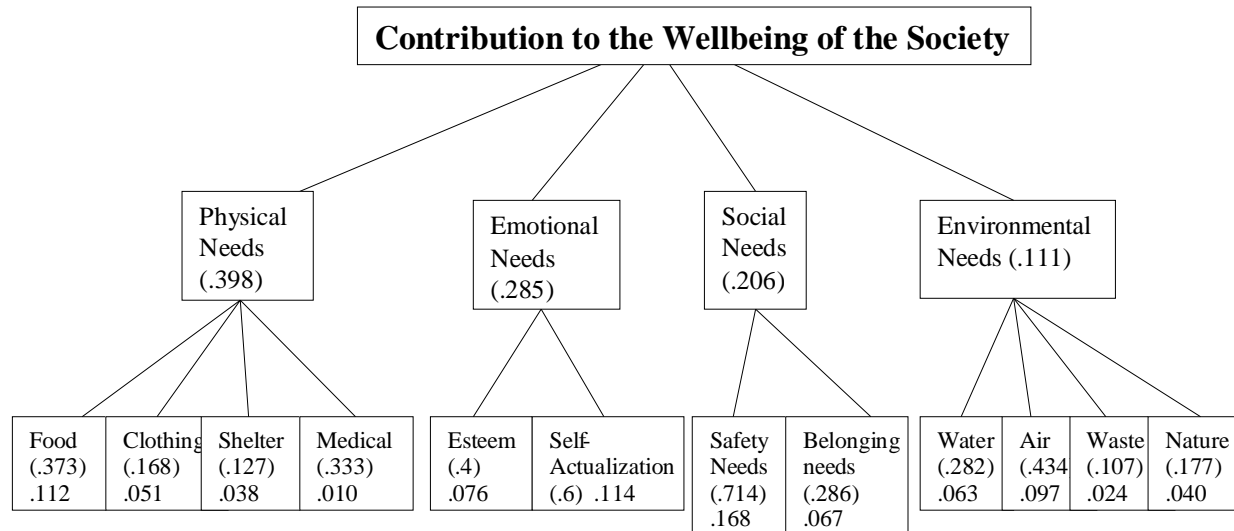 Contribution to the Wellbeing of the Society
Physical
Needs
(.398)
Emotional
Needs
(.285)
Social
Needs
(.206)
Environmental
Needs (.111)
Food
(.373)
.112
Clothing
(.168)
.051
Shelter
(.127)
.038
Medical
(.333)
.010
Esteem
(.4)
.076
Self-
Actualization
(.6) .114
Safety
Needs
(.714)
.168
Belonging
needs
(.286)
.067
Water
(.282)
.063
Air
(.434)
.097
Waste
(.107)
.024
Nature
(.177)
.040